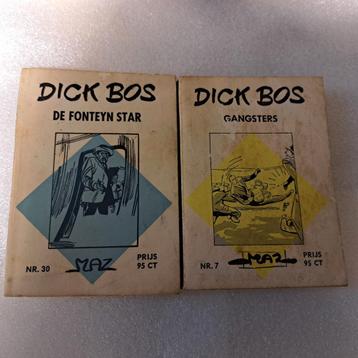 DICK BOS
DE FONTEYN STAR
NR. 30
MAZ
PRIJS
95 CT
DICK BOS
GANGSTERS
NR. 7
MAZ
PRIJS
95 CT